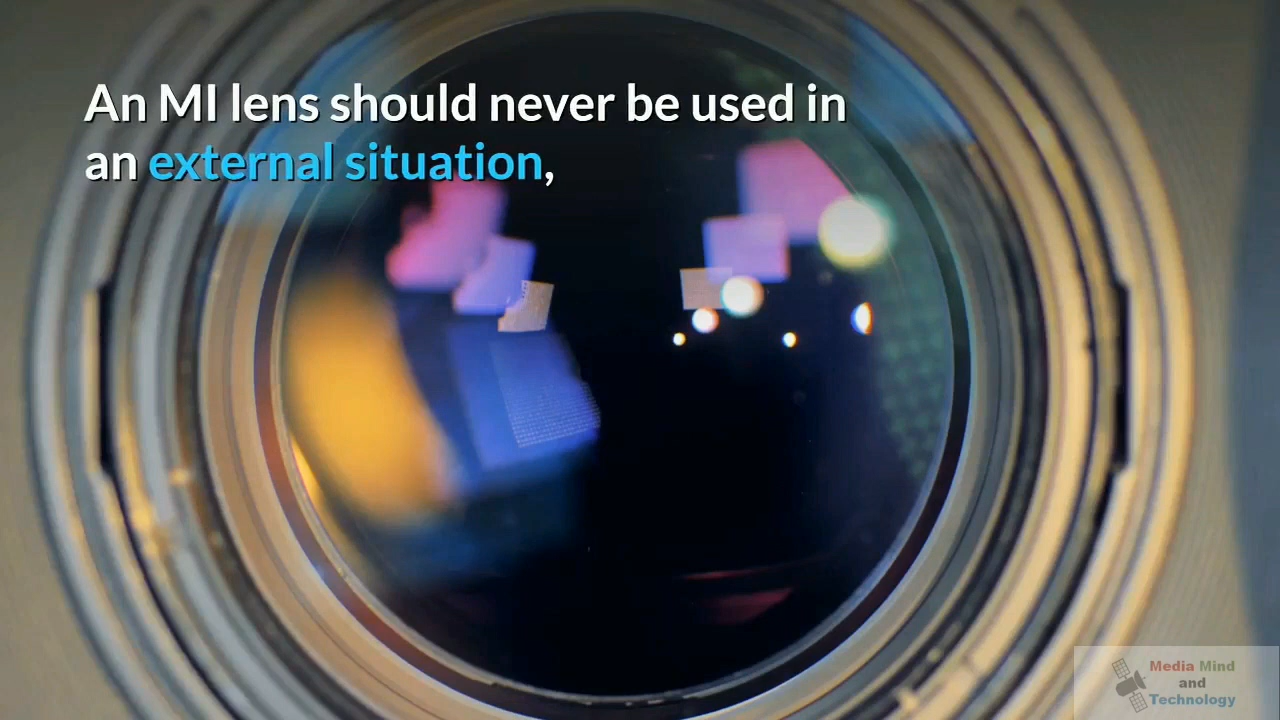 An MI lens should never be used in
an external situation,
Media Mind
and
Technology